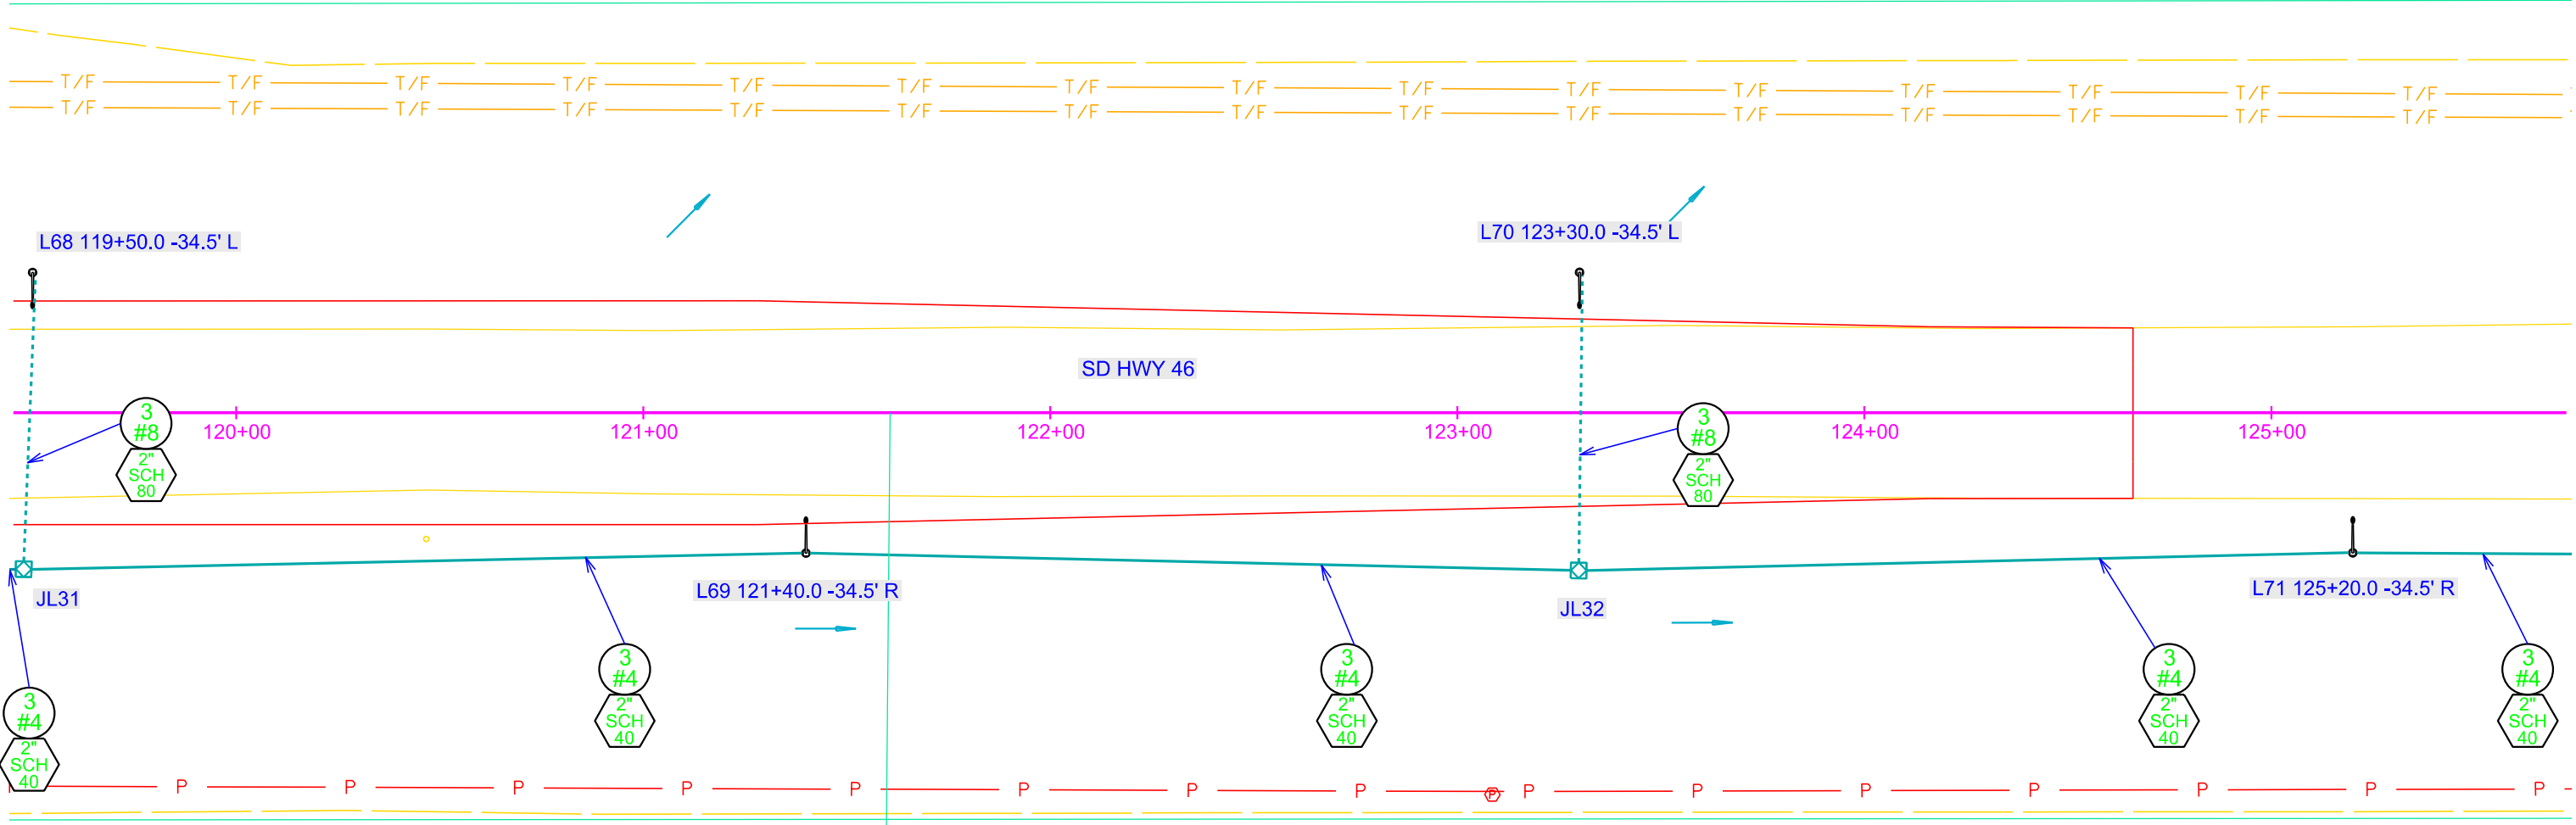 T/F T/F T/F T/F T/F T/F T/F T/F T/F T/F T/F T/F T/F T/F T/F
T/F T/F T/F T/F T/F T/F T/F T/F T/F T/F T/F T/F T/F T/F T/F
L68 119+50.0 -34.5' L
L70 123+30.0 -34.5' L
SD HWY 46
120+00 121+00 122+00 123+00 124+00 125+00
3
#8
2"
SCH
80
3
#8
2"
SCH
80
JL31
L69 121+40.0 -34.5' R
JL32
L71 125+20.0 -34.5' R
3
#4
2"
SCH
40
3
#4
2"
SCH
40
3
#4
2"
SCH
40
3
#4
2"
SCH
40
3
#4
2"
SCH
40
P P P P P P P P P P P P P P P
P